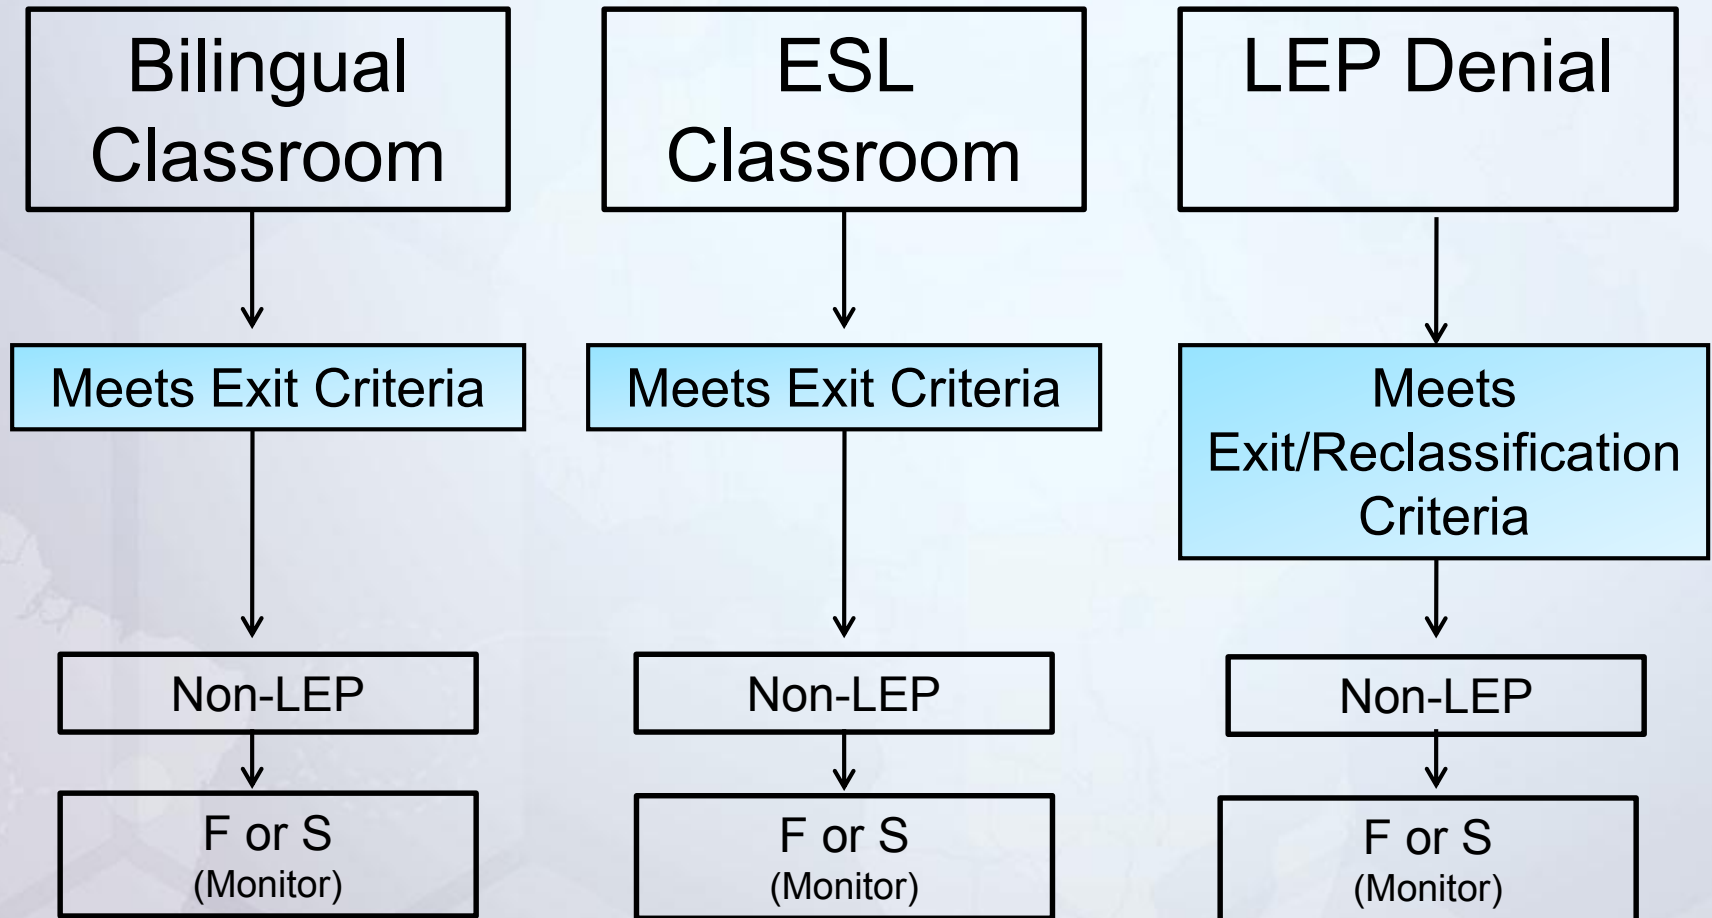 Bilingual
Classroom
ESL
Classroom
LEP Denial
Meets Exit Criteria
Meets Exit Criteria
Meets
Exit/Reclassification
Criteria
Non-LEP
Non-LEP
Non-LEP
F or S
(Monitor)
F or S
(Monitor)
F or S
(Monitor)